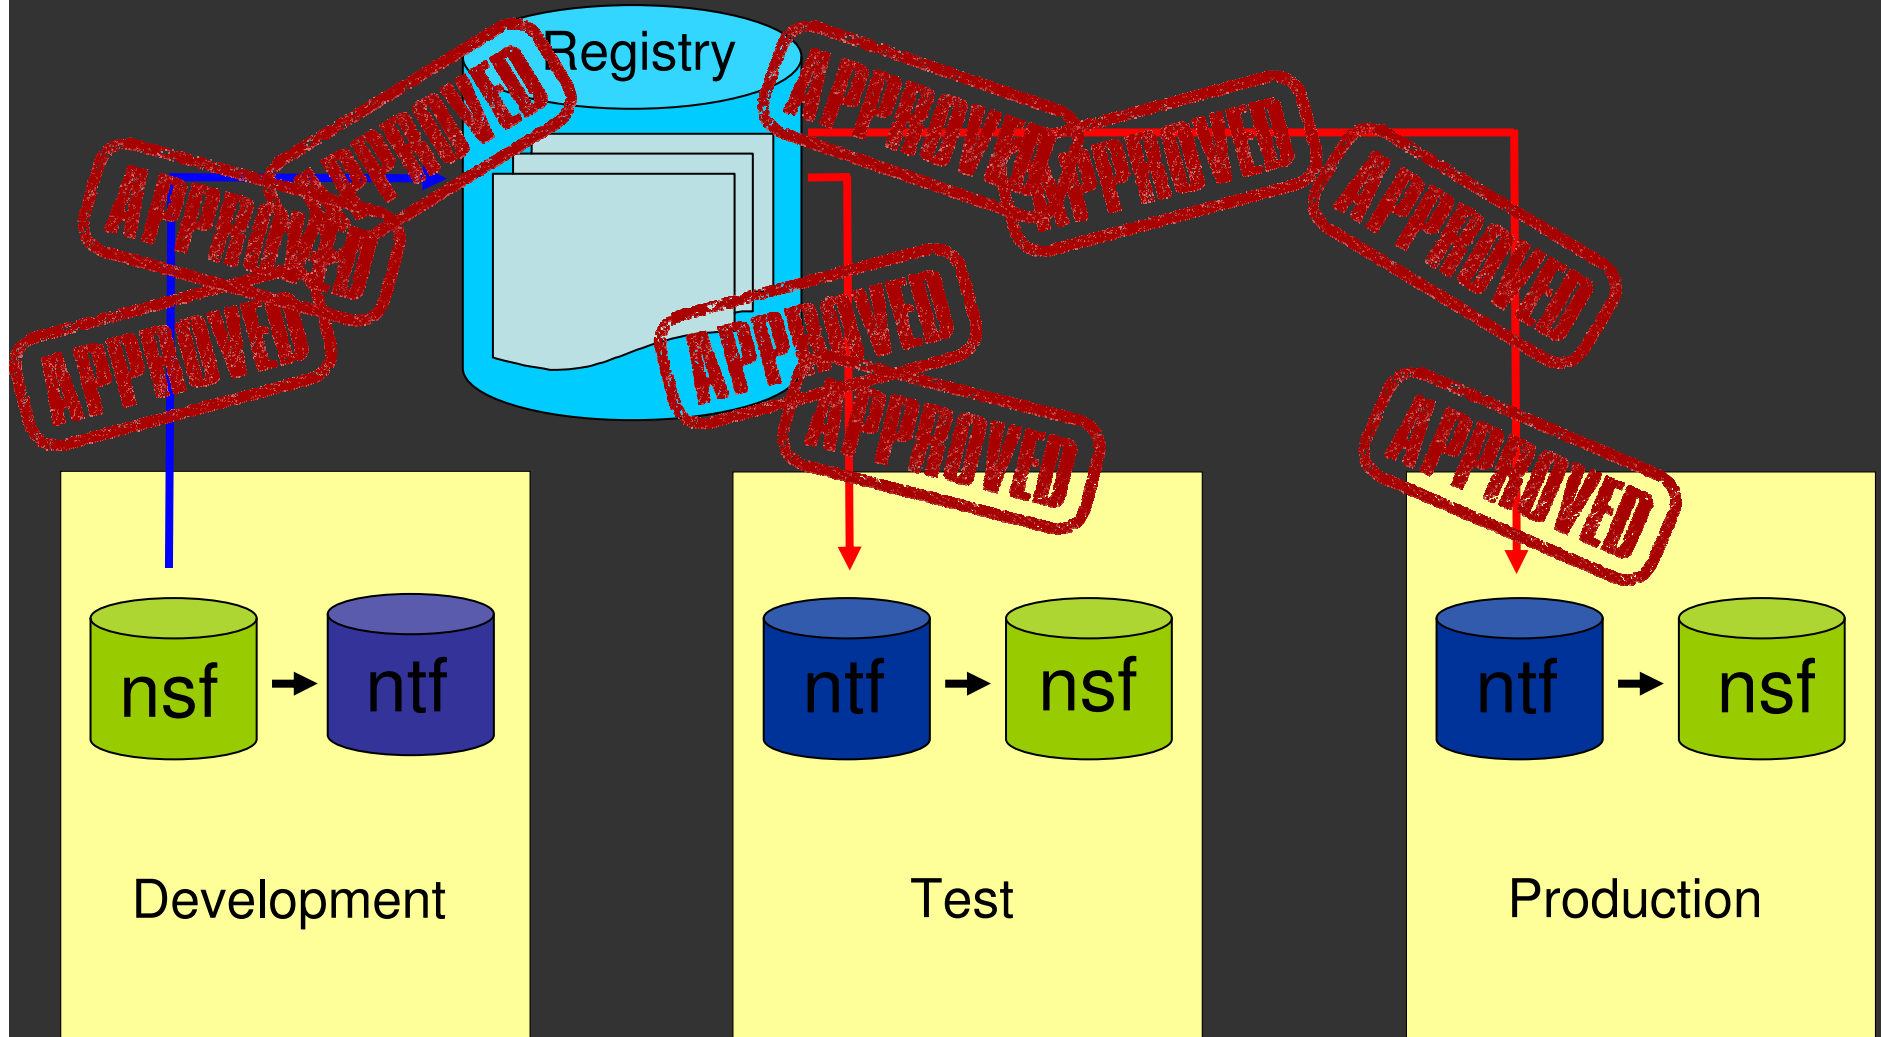 Registry
APPROVED
APPROVED
APPROVED
APPROVED
APPROVED
APPROVED
APPROVED
APPROVED
APPROVED
nsf
ntf
ntf
nsf
ntf
nsf
Development
Test
Production